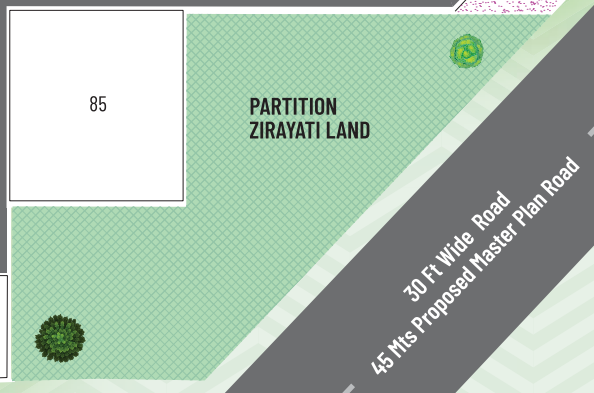 85
PARTITION
ZIRAYATI LAND
30 Ft Wide Road
45 Mts Proposed Master Plan Road